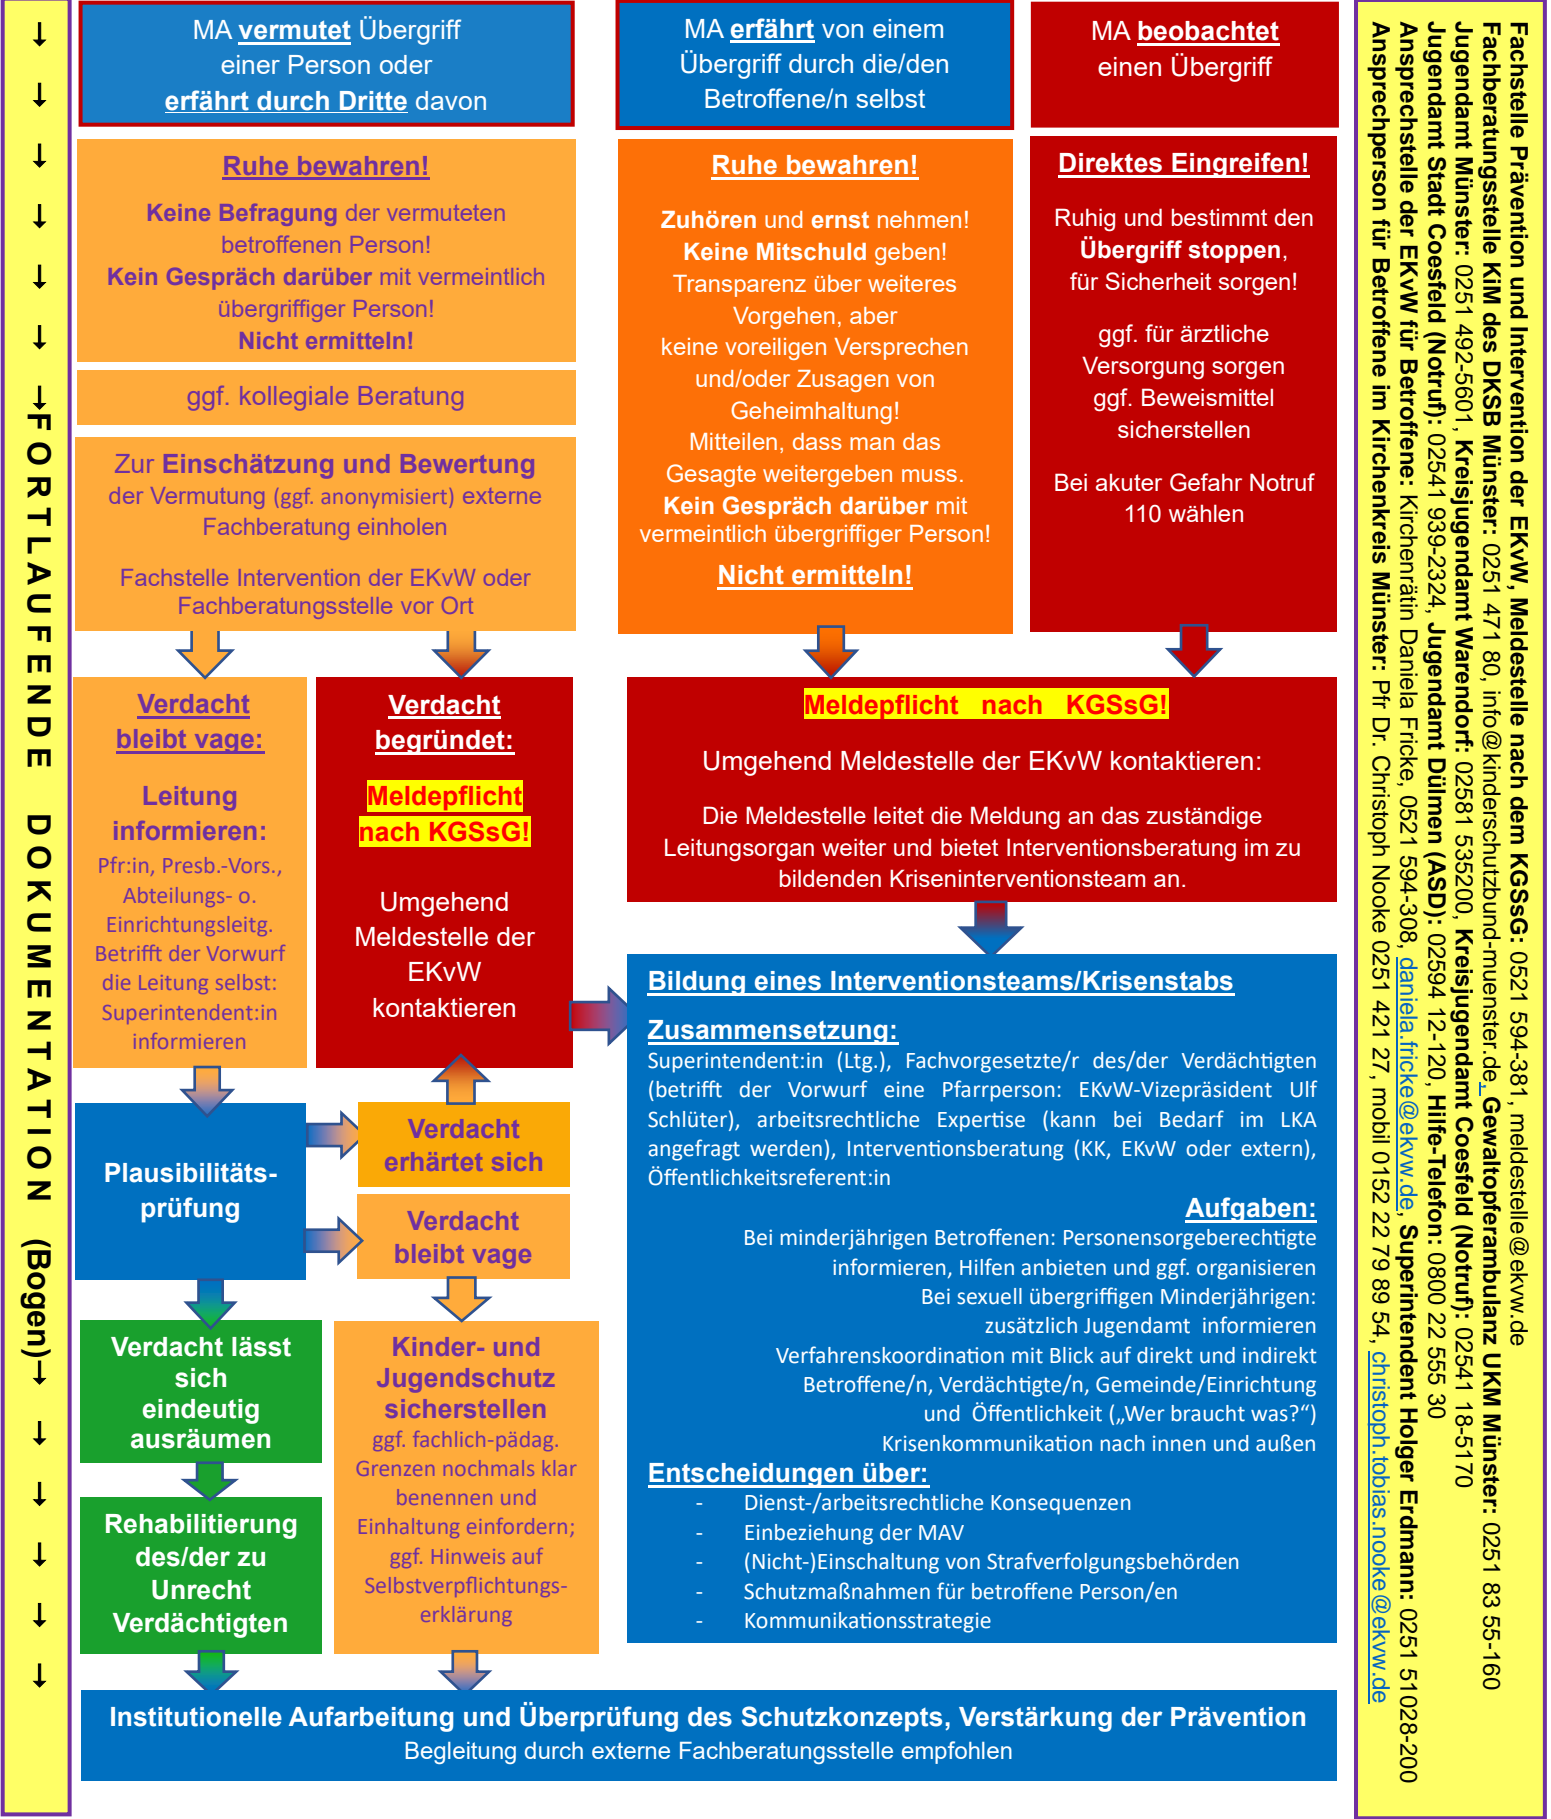 ↓
↓
↓
↓
↓
↓
↓
FORTLAUFENDE DOKUMENTATION (Bogen)
↓
↓
↓
↓
↓
↓
MA vermutet Übergriff
einer Person oder
erfährt durch Dritte davon
Ruhe bewahren!
Keine Befragung der vermuteten
betroffenen Person!
Kein Gespräch darüber mit vermeintlich
übergriffiger Person!
Nicht ermitteln!
ggf. kollegiale Beratung
Zur Einschätzung und Bewertung
der Vermutung (ggf. anonymisiert) externe
Fachberatung einholen
Fachstelle Intervention der EKvW oder
Fachberatungsstelle vor Ort
MA erfährt von einem
Übergriff durch die/den
Betroffene/n selbst
Ruhe bewahren!
Zuhören und ernst nehmen!
Keine Mitschuld geben!
Transparenz über weiteres
Vorgehen, aber
keine voreiligen Versprechen
und/oder Zusagen von
Geheimhaltung!
Mitteilen, dass man das
Gesagte weitergeben muss.
Kein Gespräch darüber mit
vermeintlich übergriffiger Person!
Nicht ermitteln!
MA beobachtet
einen Übergriff
Direktes Eingreifen!
Ruhig und bestimmt den
Übergriff stoppen,
für Sicherheit sorgen!
ggf. für ärztliche
Versorgung sorgen
ggf. Beweismittel
sicherstellen
Bei akuter Gefahr Notruf
110 wählen
Verdacht
bleibt vage:
Leitung
informieren:
Pfr:in, Presb.-Vors.,
Abteilungs- o.
Einrichtungsleitg.
Betrifft der Vorwurf
die Leitung selbst:
Superintendent:in
informieren
Verdacht
begründet:
Meldepflicht
nach KGSsG!
Umgehend
Meldestelle der
EKvW
kontaktieren
Meldepflicht nach KGSsG!
Umgehend Meldestelle der EKvW kontaktieren:
Die Meldestelle leitet die Meldung an das zuständige
Leitungsorgan weiter und bietet Interventionsberatung im zu
bildenden Kriseninterventionsteam an.
Plausibilitäts-
prüfung
Verdacht
erhärtet sich
Verdacht
bleibt vage
Verdacht lässt
sich
eindeutig
ausräumen
Rehabilitierung
des/der zu
Unrecht
Verdächtigten
Kinder- und
Jugendschutz
sicherstellen
ggf. fachlich-pädag.
Grenzen nochmals klar
benennen und
Einhaltung einfordern;
ggf. Hinweis auf
Selbstverpflichtungs-
erklärung
Bildung eines Interventionsteams/Krisenstabs
Zusammensetzung:
Superintendent:in (Ltg.), Fachvorgesetzte/r des/der Verdächtigten
(betrifft der Vorwurf eine Pfarrperson: EKvW-Vizepräsident Ulf
Schlüter), arbeitsrechtliche Expertise (kann bei Bedarf im LKA
angefragt werden), Interventionsberatung (KK, EKvW oder extern),
Öffentlichkeitsreferent:in
Aufgaben:
Bei minderjährigen Betroffenen: Personensorgeberechtigte
informieren, Hilfen anbieten und ggf. organisieren
Bei sexuell übergriffigen Minderjährigen:
zusätzlich Jugendamt informieren
Verfahrenskoordination mit Blick auf direkt und indirekt
Betroffene/n, Verdächtigte/n, Gemeinde/Einrichtung
und Öffentlichkeit („Wer braucht was?“)
Krisenkommunikation nach innen und außen
Entscheidungen über:
- Dienst-/arbeitsrechtliche Konsequenzen
- Einbeziehung der MAV
- (Nicht-)Einschaltung von Strafverfolgungsbehörden
- Schutzmaßnahmen für betroffene Person/en
- Kommunikationsstrategie
Institutionelle Aufarbeitung und Überprüfung des Schutzkonzepts, Verstärkung der Prävention
Begleitung durch externe Fachberatungsstelle empfohlen
Fachstelle Prävention und Intervention der EKvW, Meldestelle nach dem KGSsG: 0521 594-381, meldestelle@ekvw.de
Fachberatungsstelle KiM des DKSB Münster: 0251 471 80, info@kinderschutzbund-muenster.de, Gewaltopferambulanz UKM Münster: 0251 83 55-160
Jugendamt Münster: 0251 492-5601, Kreisjugendamt Warendorf: 02581 535200, Kreisjugendamt Coesfeld (Notruf): 02541 18-5170
Jugendamt Stadt Coesfeld (Notruf): 02541 939-2324, Jugendamt Dülmen (ASD): 02594 12-120, Hilfe-Telefon: 0800 22 555 30
Ansprechstelle der EKvW für Betroffene: Kirchenrätin Daniela Fricke, 0521 594-308, daniela.fricke@ekvw.de, Superintendent Holger Erdmann: 0251 51028-200
Ansprechperson für Betroffene im Kirchenkreis Münster: Pfr Dr. Christoph Nooke 0251 421 27, mobil 0152 22 79 89 54, christoph.tobias.nooke@ekvw.de